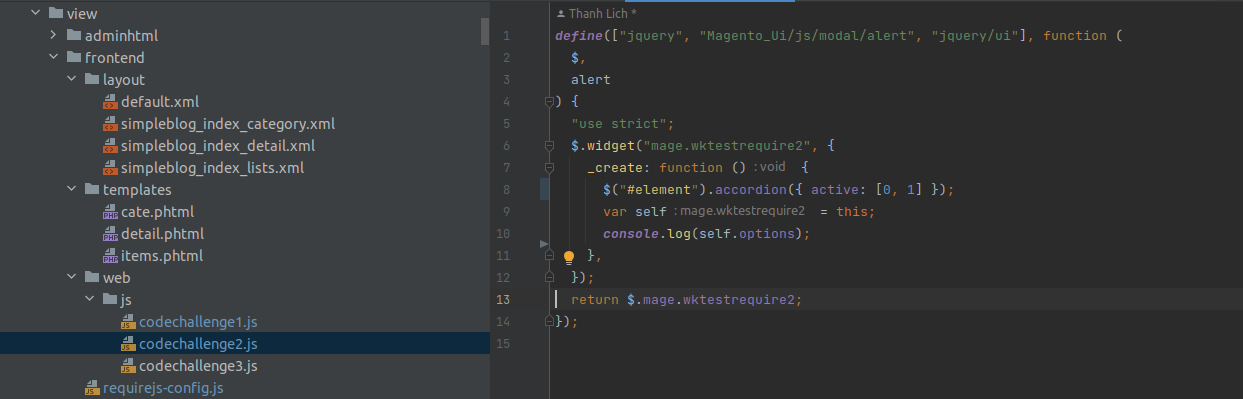 view
adminhtml
frontend
layout
default.xml
simpleblog_index_category.xml
simpleblog_index_detail.xml
simpleblog_index_lists.xml
templates
cate.phtml
detail.phtml
items.phtml
web
js
codechallenge1.js
codechallenge2.js
codechallenge3.js
requirejs-config.js
Thanh Lich *
1 define(["jquery", "Magento_Ui/js/modal/alert", "jquery/ui"], function (
2 $,
3 alert
4 ) {
5 "use strict";
6 $.widget("mage.wktestrequire2", {
7 _create: function () : void {
8 $("#element").accordion({ active: [0, 1] });
9 var self : mage.wktestrequire2 = this;
10 console.log(self.options);
11 },
12 });
13 return $.mage.wktestrequire2;
14 });
15